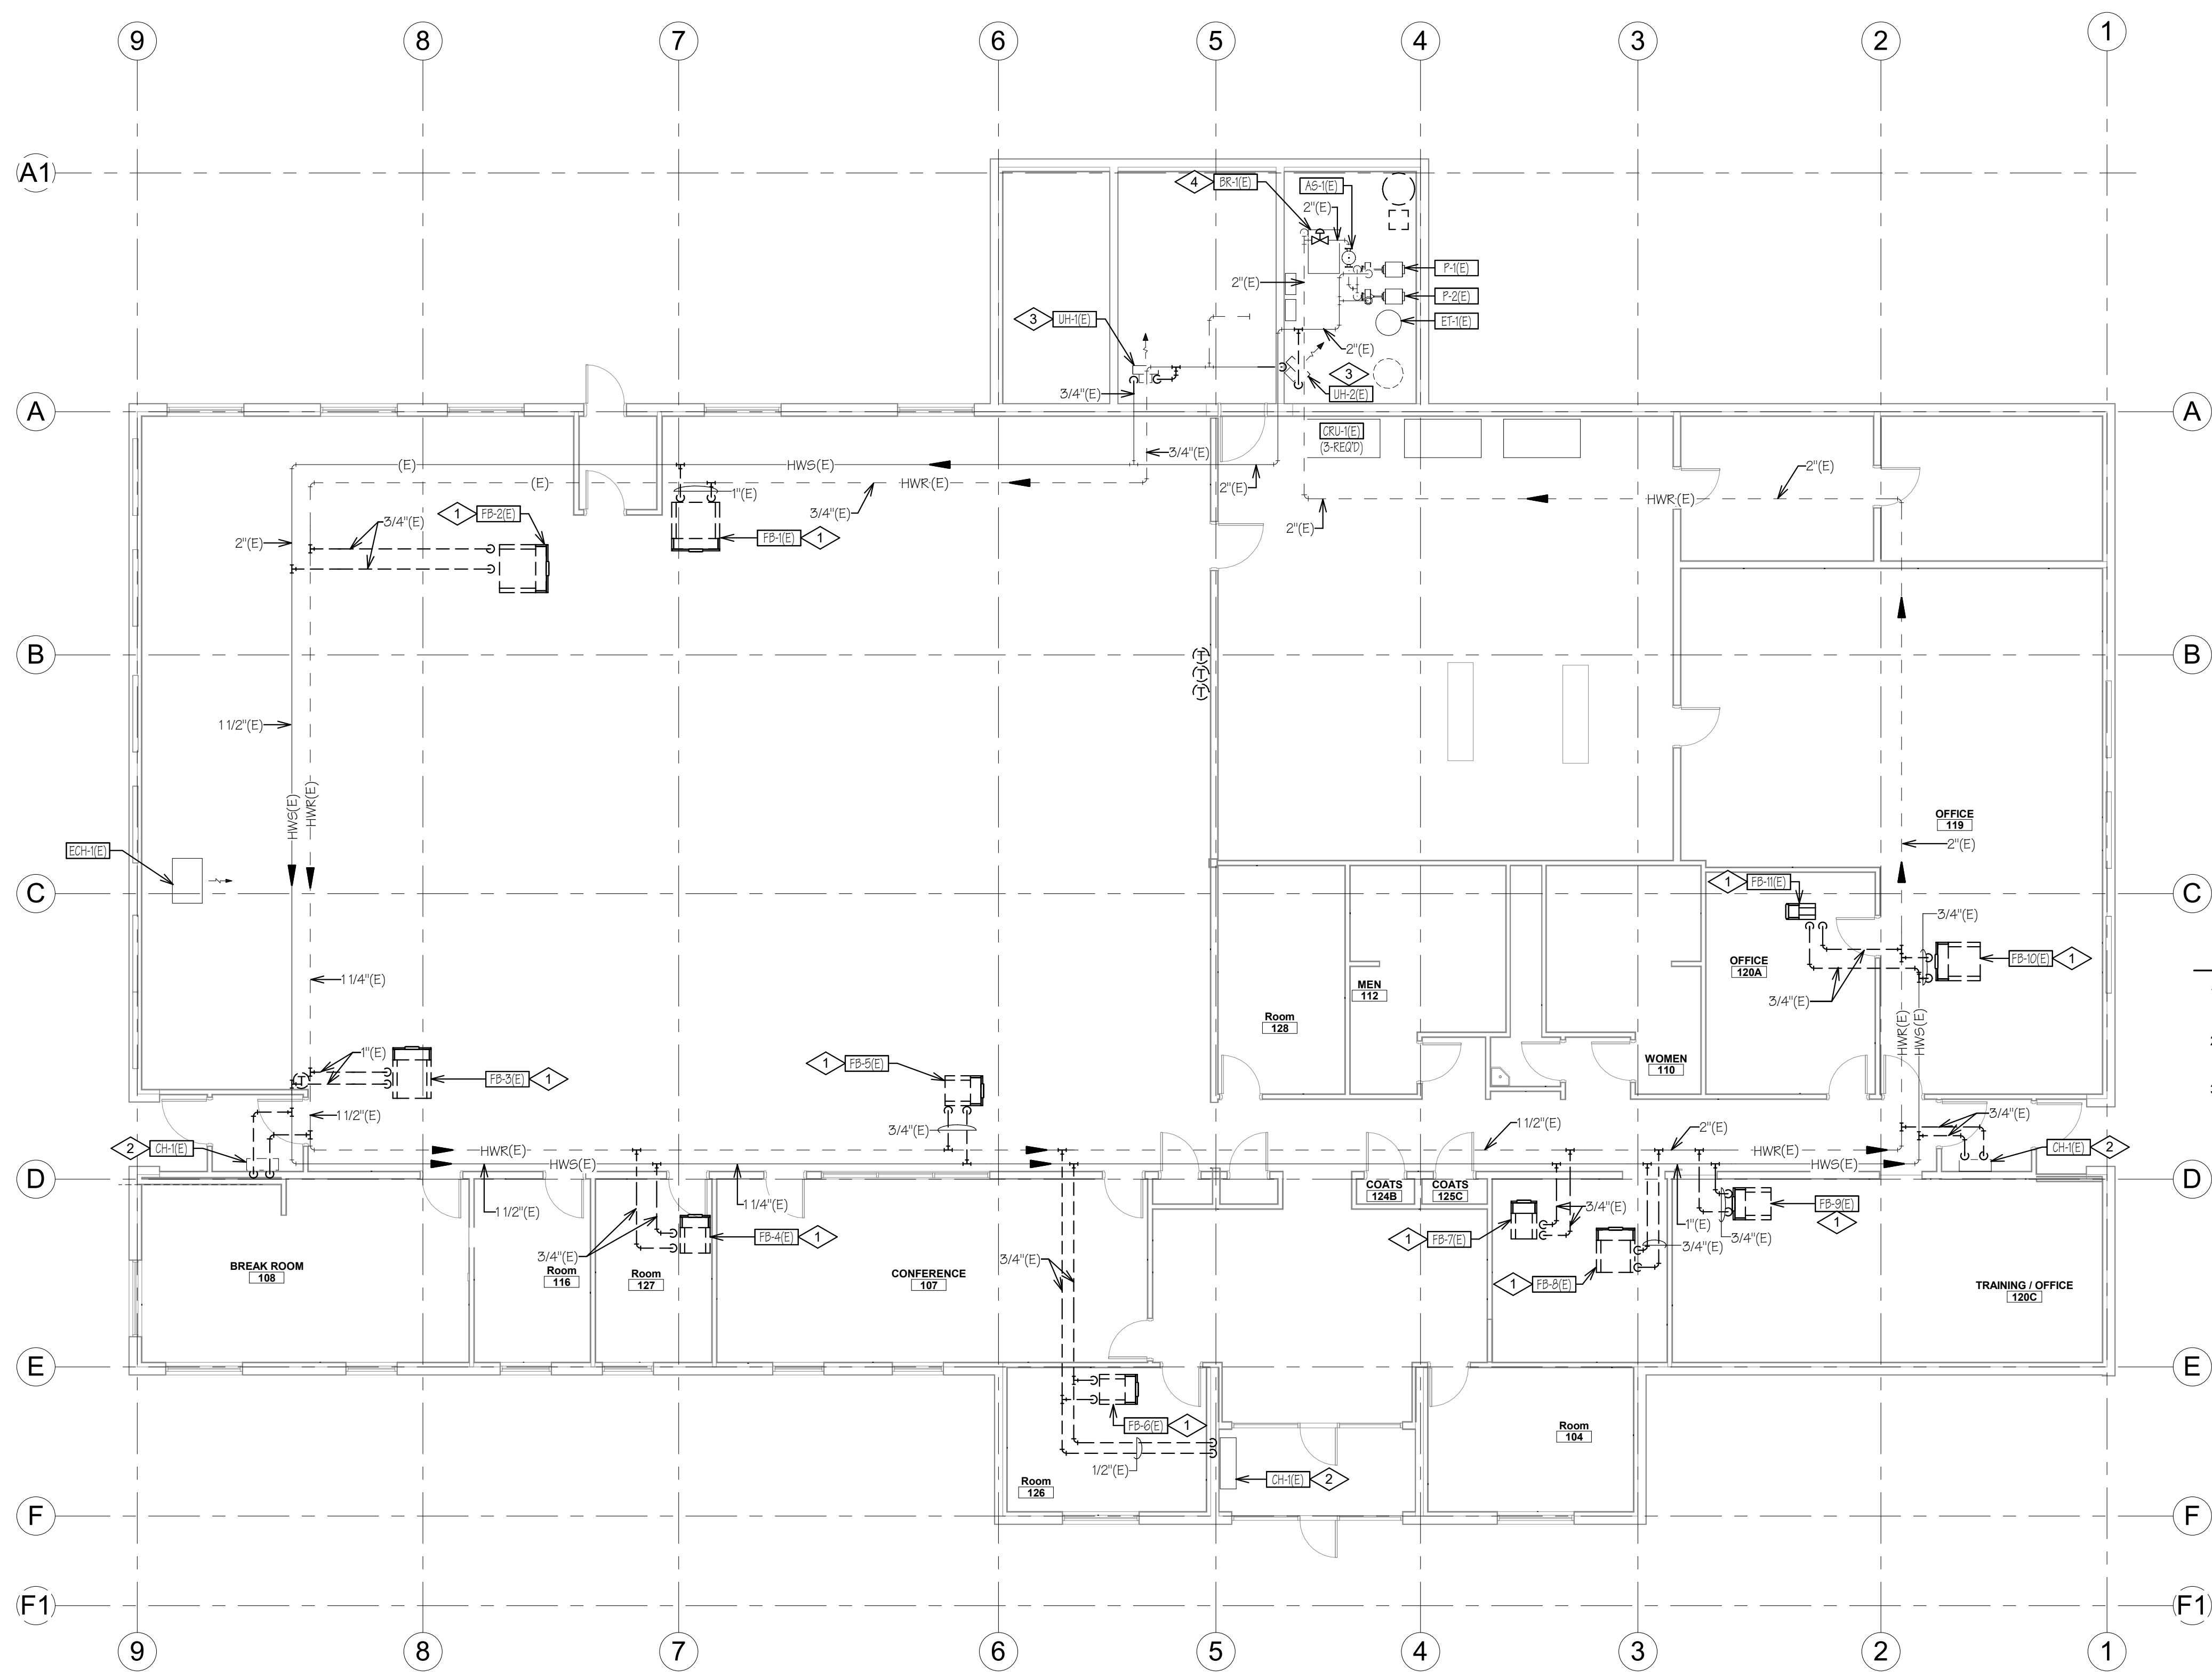 9
8
7
6
5
4
3
2
1
A1
4
BR-1(E)
AS-1(E)
2"(E)
P-1(E)
2"(E)
P-2(E)
3
UH-1(E)
ET-1(E)
2"(E)
3
3/4"(E)
UH-2(E)
A
A
CRU-1(E)
(3-REQ'D)
3/4"(E)
(E)
HWS(E)
2"(E)
(E)
HWR(E)
2"(E)
1"(E)
HWR(E)
1
FB-2(E)
3/4"(E)
3/4"(E)
2"(E)
2"(E)
FB-1(E)
1
B
T
T
T
B
1 1/2"(E)
HWS(E)
HWR(E)
OFFICE
119
2"(E)
ECH-1(E)
C
C
1
FB-11(E)
3/4"(E)
OFFICE
120A
FB-10(E)
1
1 1/4"(E)
MEN
112
3/4"(E)
Room
128
HWR(E)
HWS(E)
1"(E)
T
FB-3(E)
1
1
FB-5(E)
WOMEN
110
1 1/2"(E)
3/4"(E)
3/4"(E)
1 1/2"(E)
2"(E)
2
CH-1(E)
HWR(E)
HWS(E)
HWR(E)
HWS(E)
CH-1(E)
2
D
D
COATS
124B
COATS
125C
1 1/2"(E)
1 1/4"(E)
3/4"(E)
FB-9(E)
1
1"(E)
3/4"(E)
FB-4(E)
1
1
FB-7(E)
3/4"(E)
3/4"(E)
3/4"(E)
BREAK ROOM
108
Room
116
Room
127
CONFERENCE
107
1
FB-8(E)
TRAINING / OFFICE
120C
E
E
FB-6(E)
1
Room
104
1/2"(E)
Room
126
CH-1(E)
2
F
F
F1
F1
9
8
7
6
5
4
3
2
1